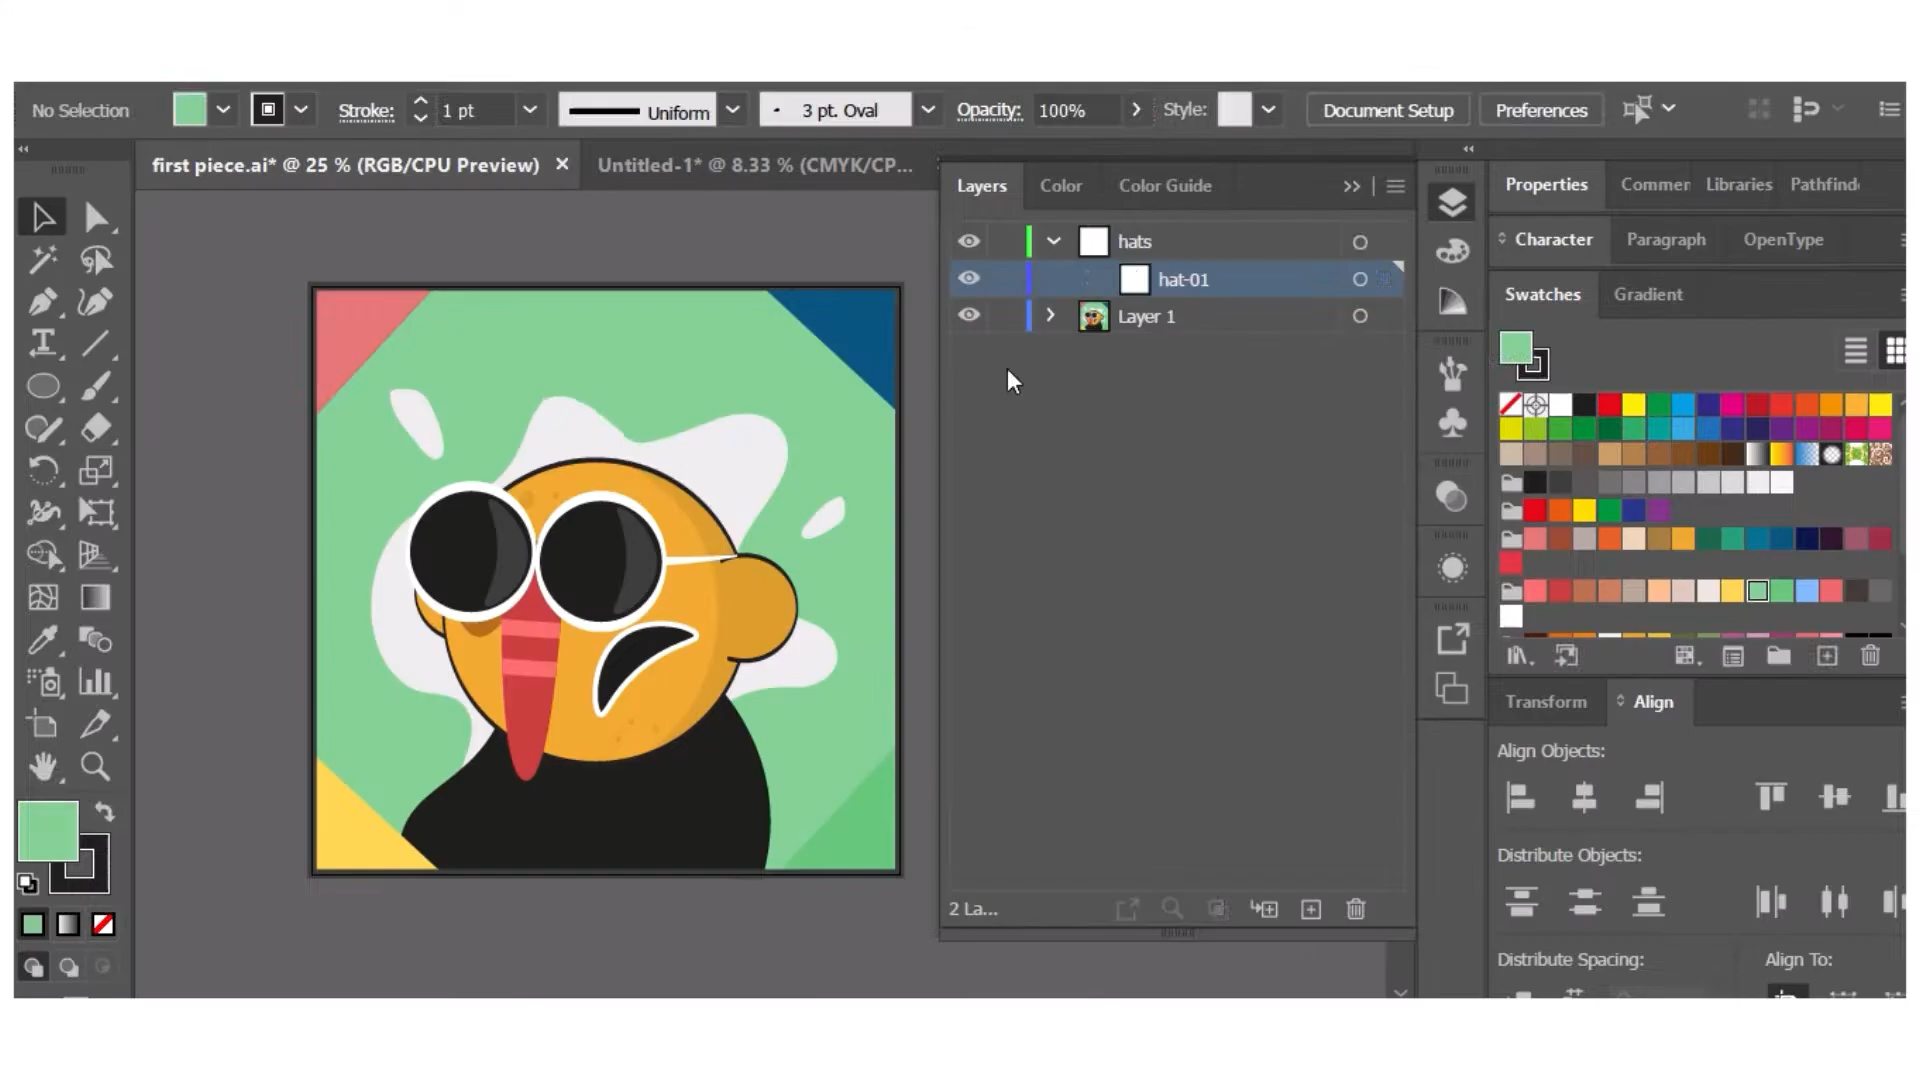 No Selection Stroke: 1 pt Uniform 3 pt. Oval Opacity: 100% Style: Document Setup Preferences
first piece.ai* @ 25 % (RGB/CPU Preview) Untitled-1* @ 8.33 % (CMYK/CP...
Layers Color Color Guide
hats
hat-01
Layer 1
2 La...
Properties Commer Libraries Pathfind
Character Paragraph OpenType
Swatches Gradient
Transform Align
Align Objects:
Distribute Objects:
Distribute Spacing: Align To: